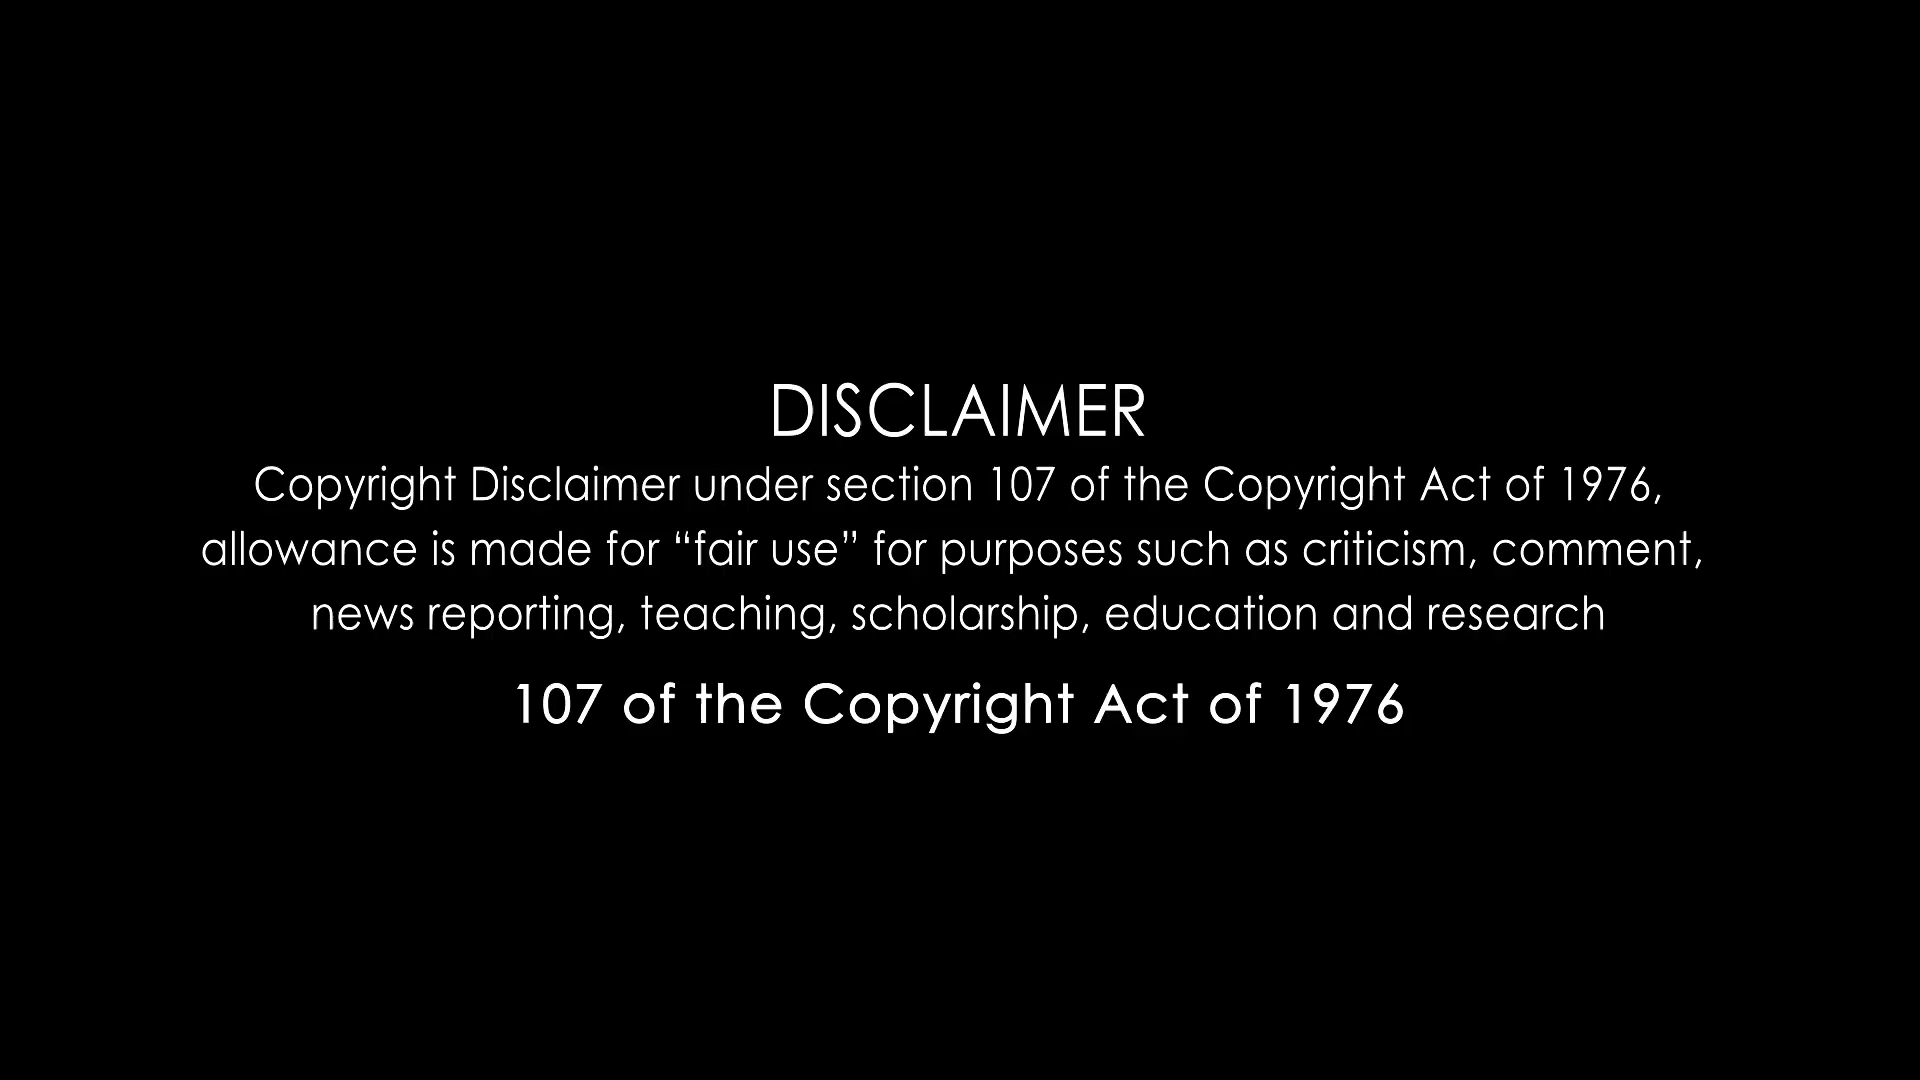 DISCLAIMER
Copyright Disclaimer under section 107 of the Copyright Act of 1976,
allowance is made for “fair use” for purposes such as criticism, comment,
news reporting, teaching, scholarship, education and research
107 of the Copyright Act of 1976